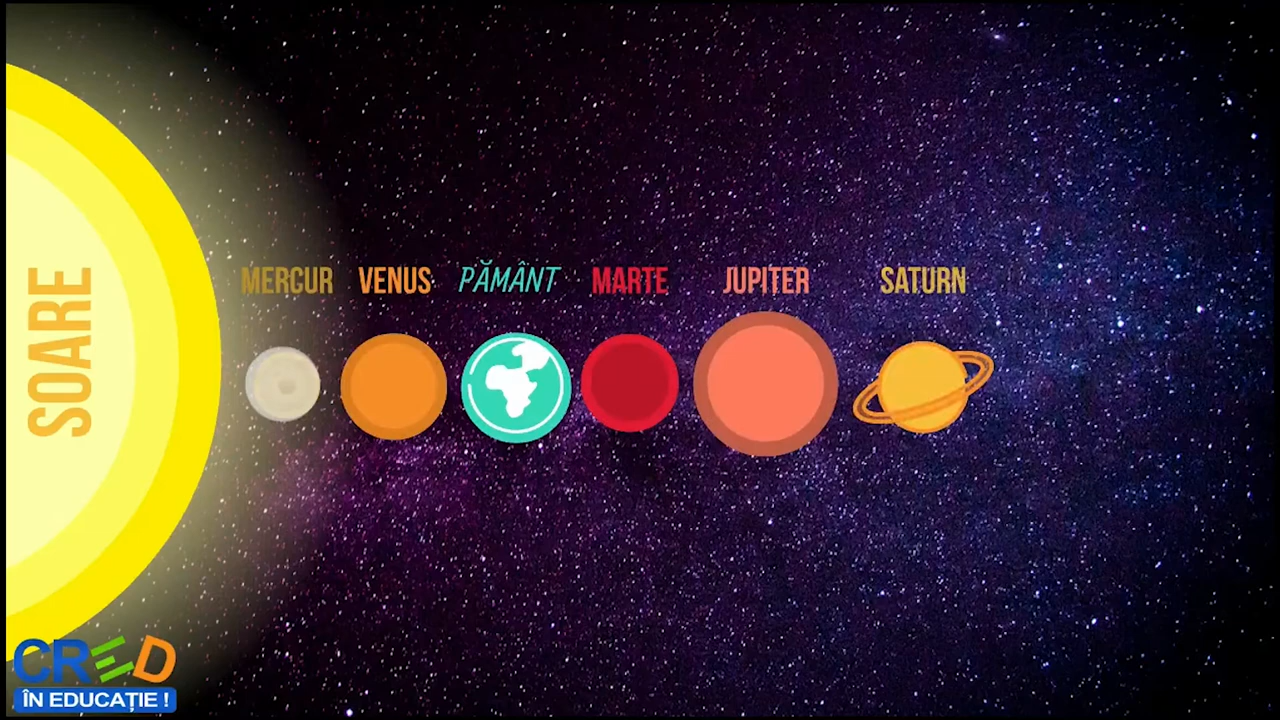 SOARE
MERCUR
VENUS
PĂMÂNT
MARTE
JUPITER
SATURN
CRED
ÎN EDUCAȚIE !